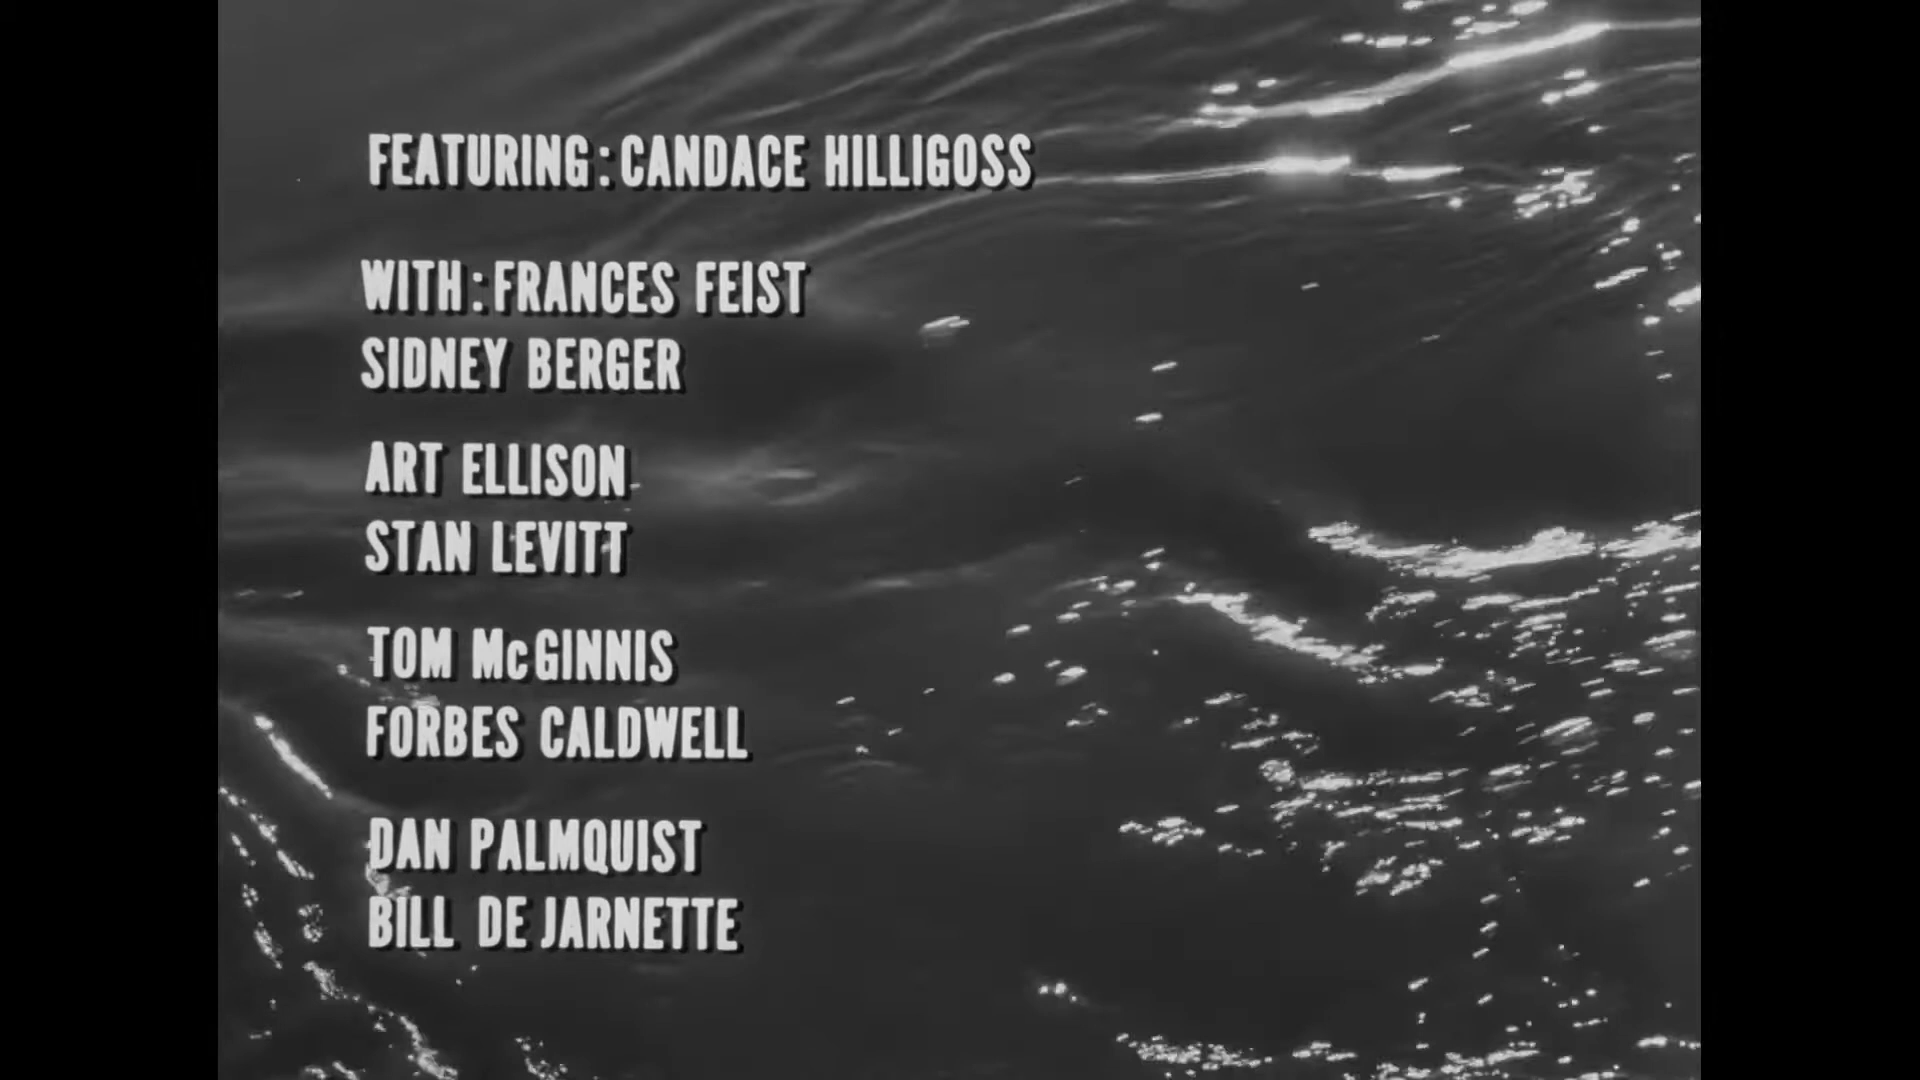 FEATURING: CANDACE HILLIGOSS
WITH: FRANCES FEIST
SIDNEY BERGER
ART ELLISON
STAN LEVITT
TOM McGINNIS
FORBES CALDWELL
DAN PALMQUIST
BILL DE JARNETTE